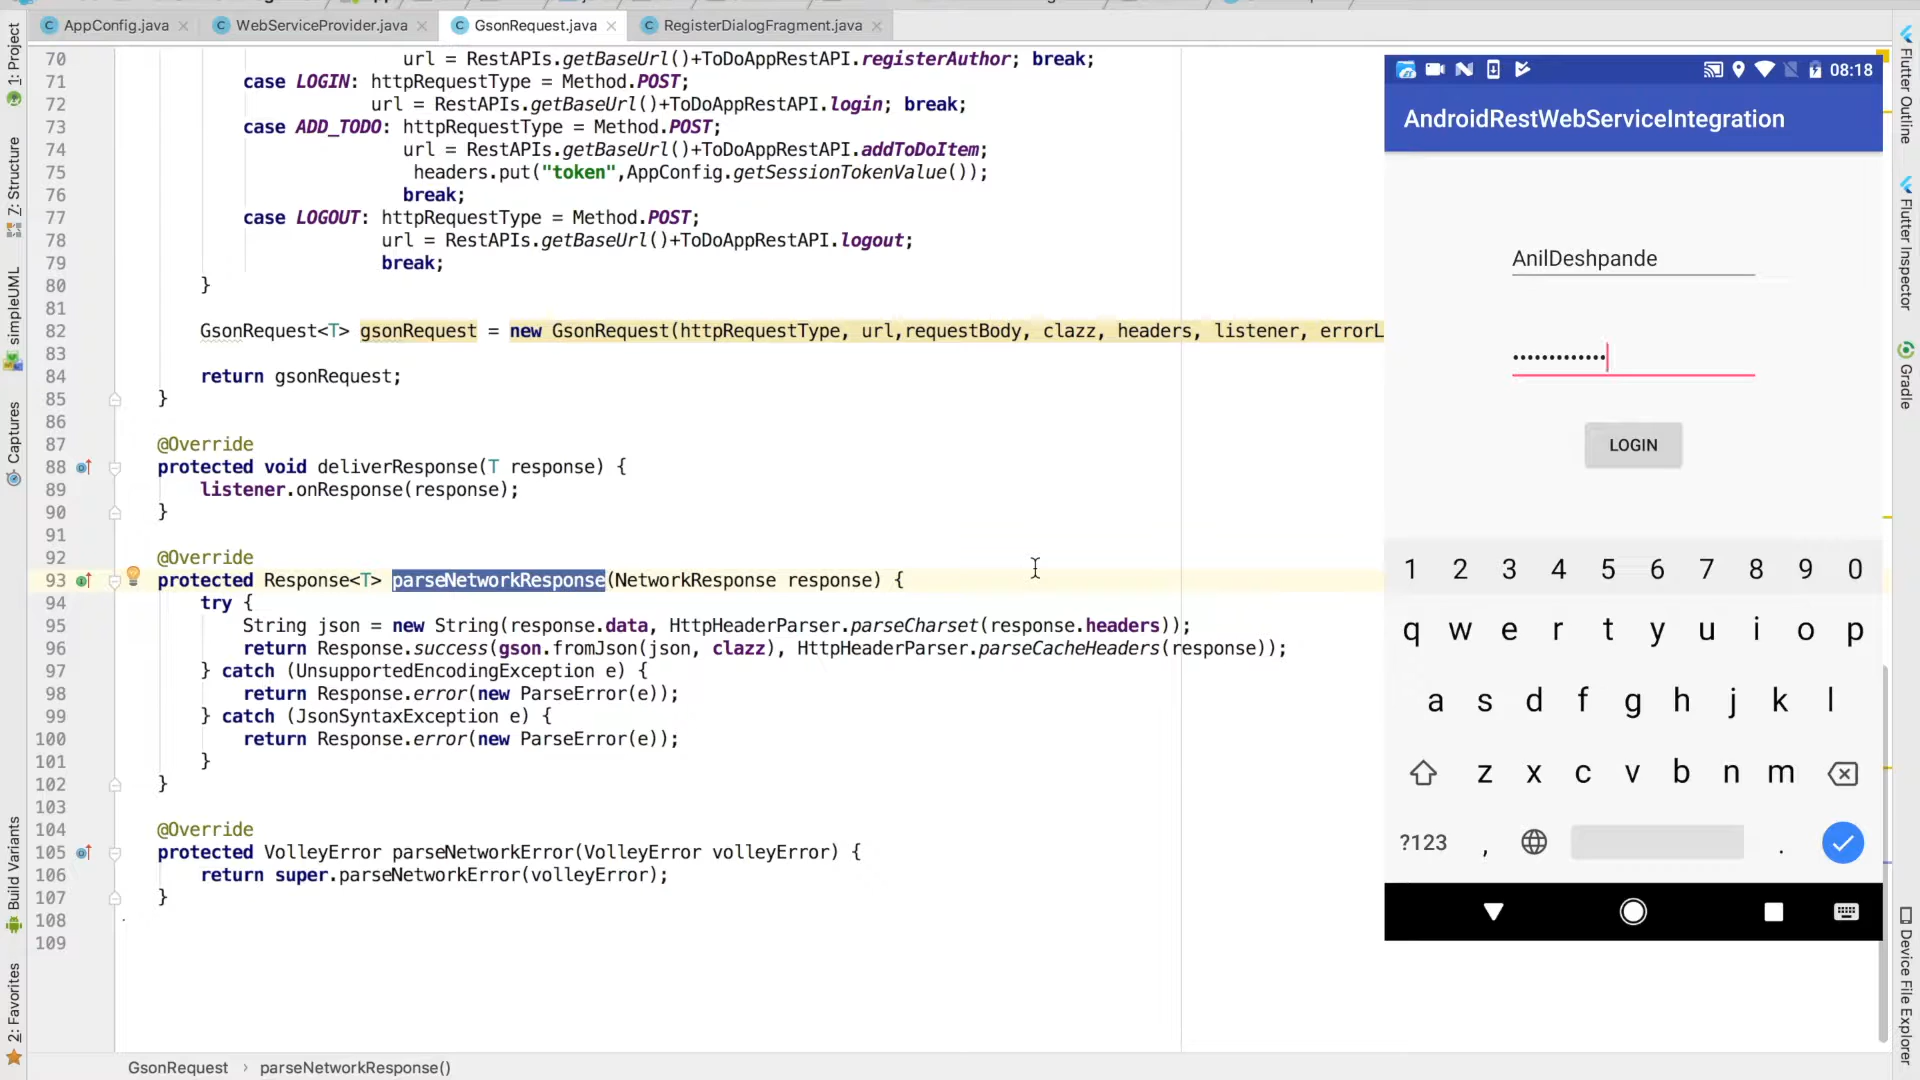 AppConfig.java
WebServiceProvider.java
GsonRequest.java
RegisterDialogFragment.java
1: Project
7: Structure
simpleUML
Captures
Build Variants
2: Favorites
70 url = RestAPIs.getBaseUrl()+ToDoAppRestAPI.registerAuthor; break;
71 case LOGIN: httpRequestType = Method.POST;
72 url = RestAPIs.getBaseUrl()+ToDoAppRestAPI.login; break;
73 case ADD_TODO: httpRequestType = Method.POST;
74 url = RestAPIs.getBaseUrl()+ToDoAppRestAPI.addToDoItem;
75 headers.put("token",AppConfig.getSessionTokenValue());
76 break;
77 case LOGOUT: httpRequestType = Method.POST;
78 url = RestAPIs.getBaseUrl()+ToDoAppRestAPI.logout;
79 break;
80 }
81
82 GsonRequest<T> gsonRequest = new GsonRequest(httpRequestType, url,requestBody, clazz, headers, listener, errorL
83
84 return gsonRequest;
85 }
86
87 @Override
88 protected void deliverResponse(T response) {
89 listener.onResponse(response);
90 }
91
92 @Override
93 protected Response<T> parseNetworkResponse(NetworkResponse response) {
94 try {
95 String json = new String(response.data, HttpHeaderParser.parseCharset(response.headers));
96 return Response.success(gson.fromJson(json, clazz), HttpHeaderParser.parseCacheHeaders(response));
97 } catch (UnsupportedEncodingException e) {
98 return Response.error(new ParseError(e));
99 } catch (JsonSyntaxException e) {
100 return Response.error(new ParseError(e));
101 }
102 }
103
104 @Override
105 protected VolleyError parseNetworkError(VolleyError volleyError) {
106 return super.parseNetworkError(volleyError);
107 }
108
109
GsonRequest › parseNetworkResponse()
08:18
AndroidRestWebServiceIntegration
AnilDeshpande
•••••••••••••
LOGIN
1 2 3 4 5 6 7 8 9 0
q w e r t y u i o p
a s d f g h j k l
z x c v b n m
?123 , .
Flutter Outline
Flutter Inspector
Gradle
Device File Explorer